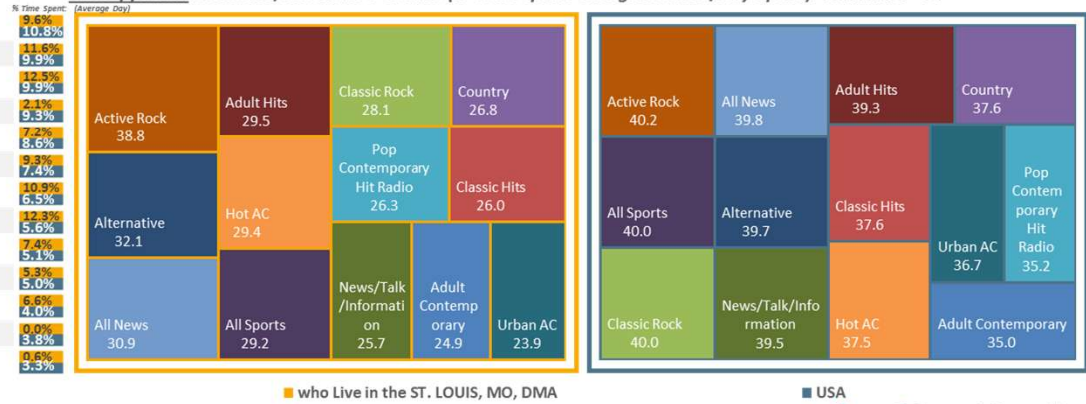 % Time Spent: (Average Day)
9.6%
10.8%
11.6%
9.9%
12.5%
9.9%
2.1%
9.3%
7.2%
8.6%
9.3%
7.4%
10.9%
6.5%
12.3%
5.6%
7.4%
5.1%
5.3%
5.0%
6.6%
4.0%
0.0%
3.8%
0.6%
3.3%
Active Rock
38.8
Alternative
32.1
All News
30.9
Adult Hits
29.5
Hot AC
29.4
All Sports
29.2
Classic Rock
28.1
Country
26.8
Pop
Contemporary
Hit Radio
26.3
Classic Hits
26.0
News/Talk
/Informati
on
25.7
Adult
Contemp
orary
24.9
Urban AC
23.9
Active Rock
40.2
All Sports
40.0
Classic Rock
40.0
All News
39.8
Alternative
39.7
News/Talk/Info
rmation
39.5
Adult Hits
39.3
Country
37.6
Classic Hits
37.6
Hot AC
37.5
Urban AC
36.7
Pop
Contem
porary
Hit
Radio
35.2
Adult Contemporary
35.0
who Live in the ST. LOUIS, MO, DMA
USA